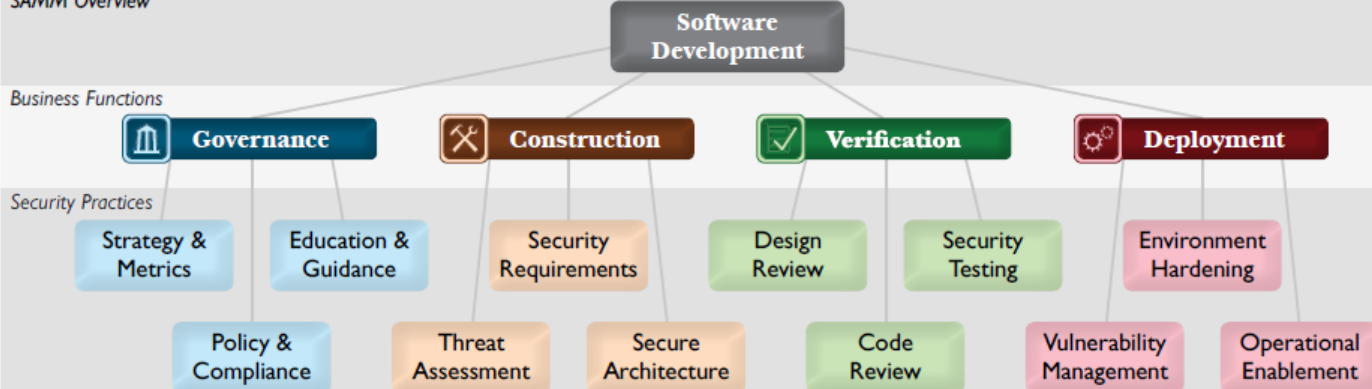 SAMM Overview
Software
Development
Business Functions
Governance
Construction
Verification
Deployment
Security Practices
Strategy &
Metrics
Education &
Guidance
Security
Requirements
Design
Review
Security
Testing
Environment
Hardening
Policy &
Compliance
Threat
Assessment
Secure
Architecture
Code
Review
Vulnerability
Management
Operational
Enablement